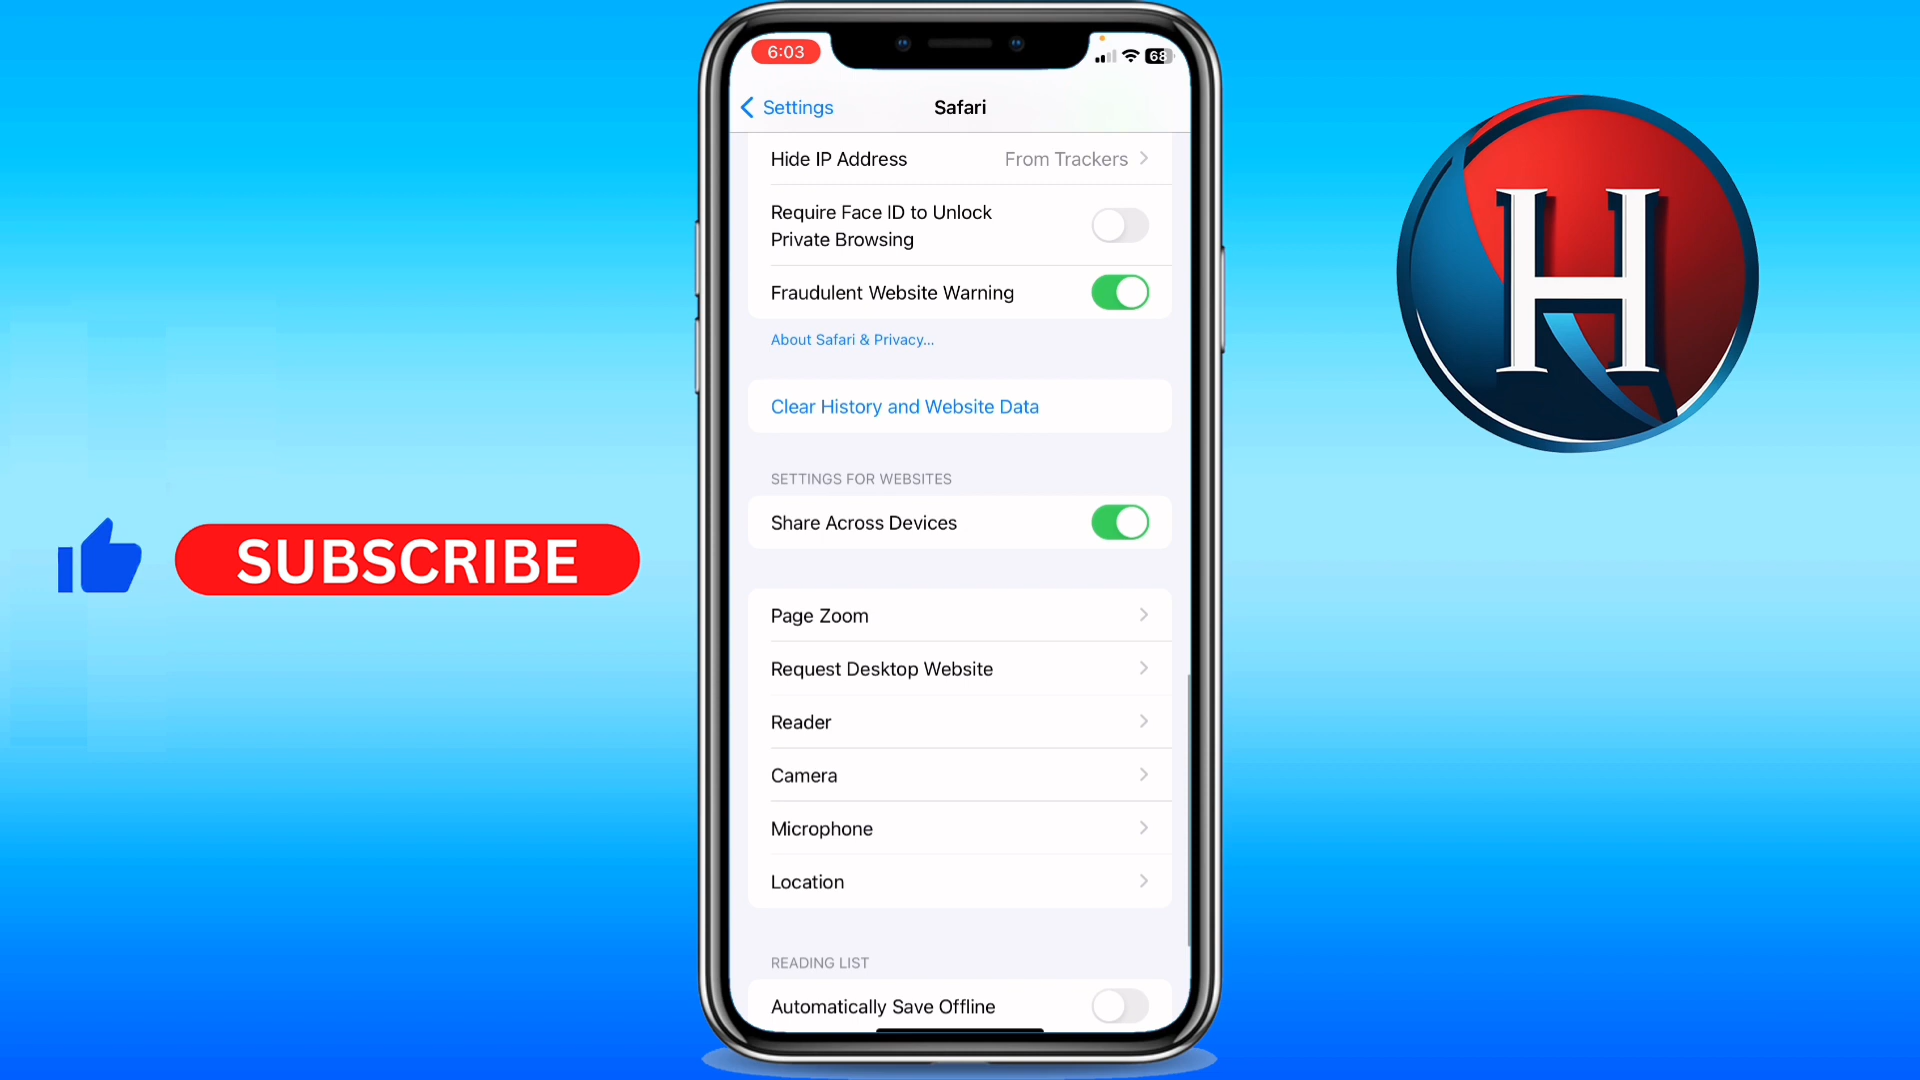 6:03
68
Settings
Safari
Hide IP Address
From Trackers
Require Face ID to Unlock
Private Browsing
Fraudulent Website Warning
About Safari & Privacy...
Clear History and Website Data
SETTINGS FOR WEBSITES
Share Across Devices
Page Zoom
Request Desktop Website
Reader
Camera
Microphone
Location
READING LIST
Automatically Save Offline
SUBSCRIBE
H